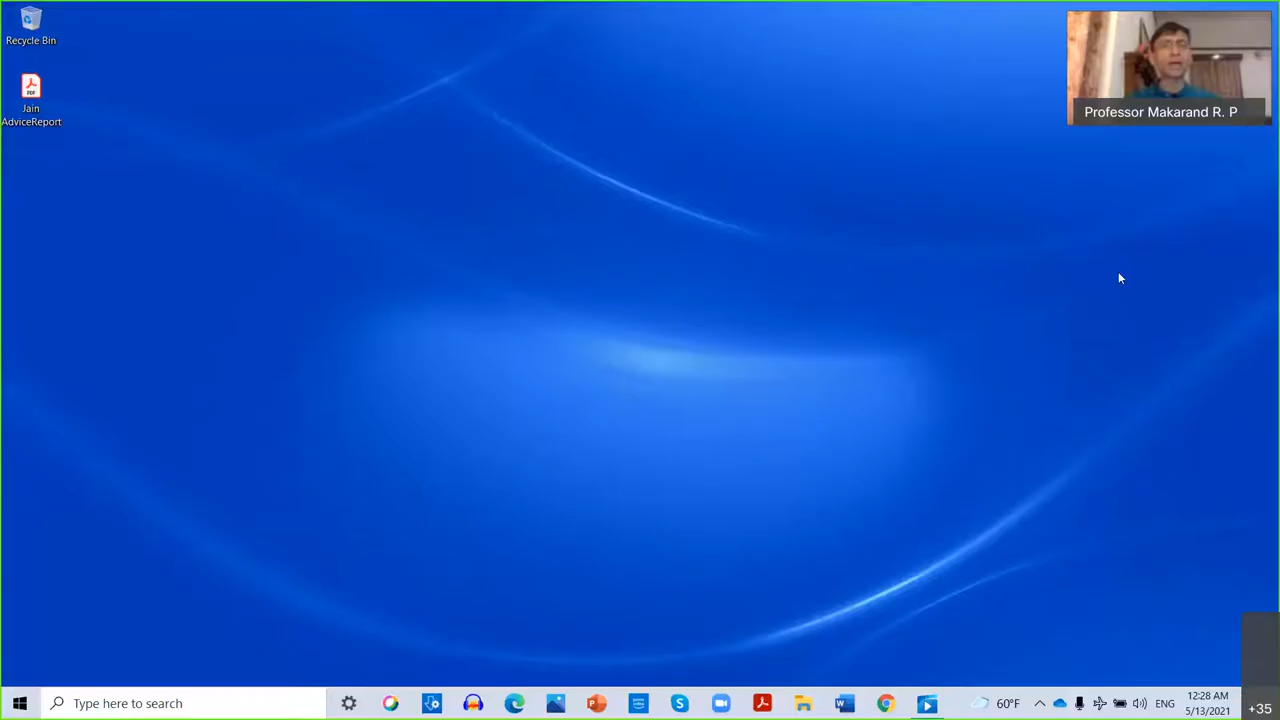 Recycle Bin
Jain
AdviceReport
Professor Makarand R. P
Type here to search
60°F
ENG
12:28 AM
5/13/2021
+35